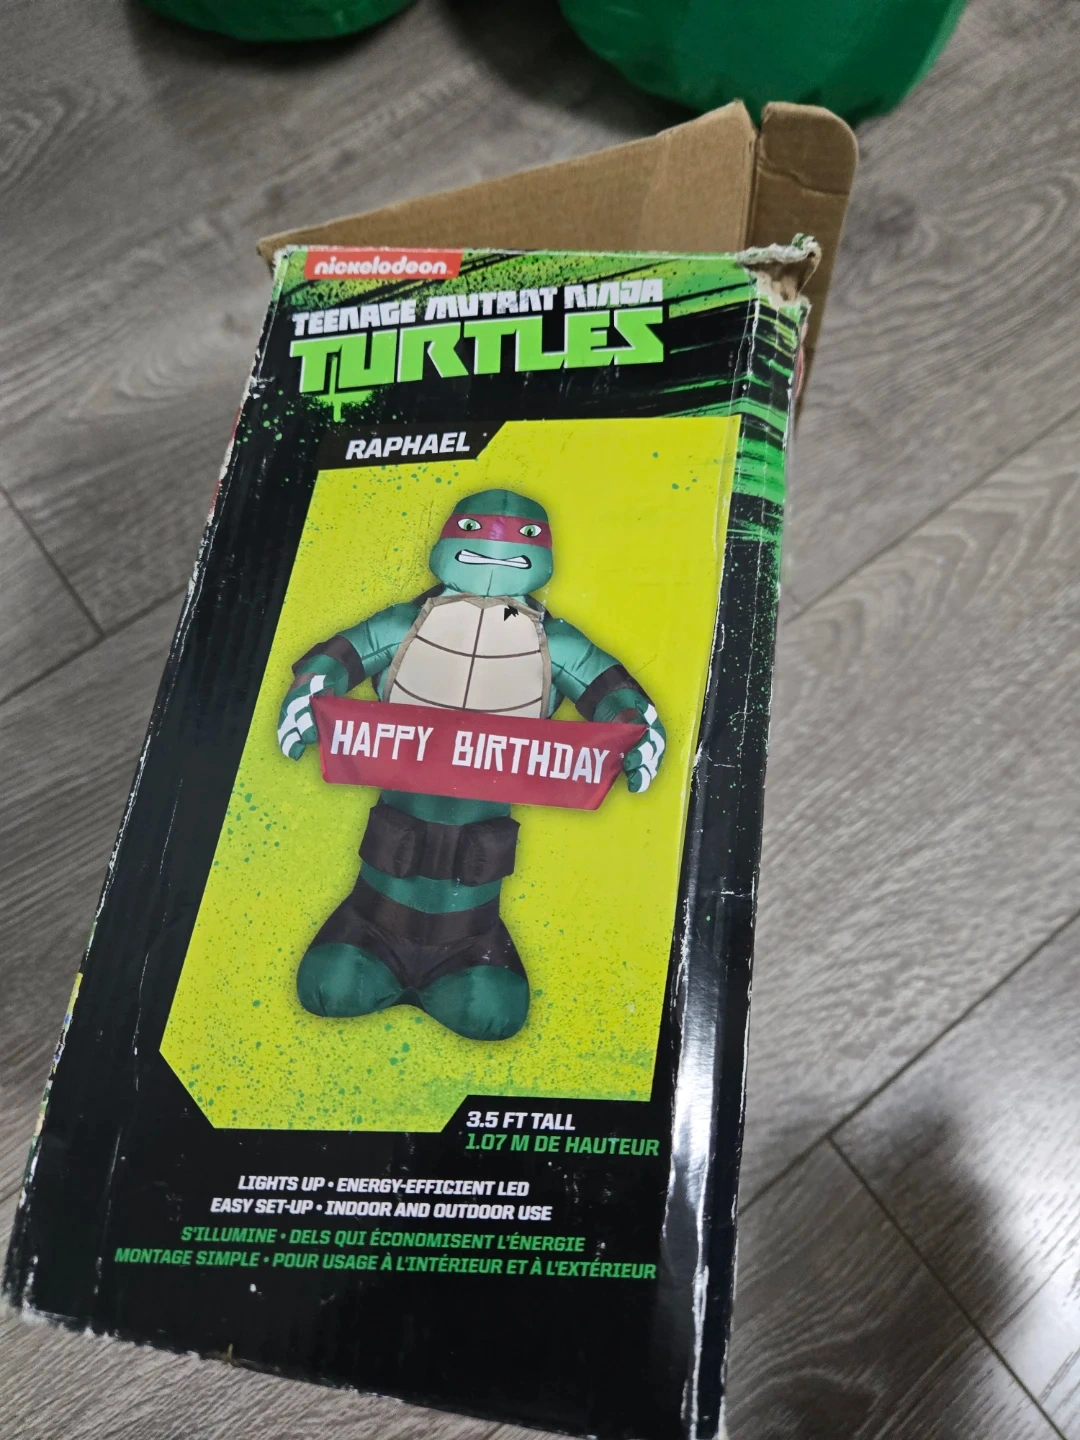 nickelodeon
TEENAGE MUTANT NINJA
TURTLES
RAPHAEL
HAPPY BIRTHDAY
3.5 FT TALL
1.07 M DE HAUTEUR
LIGHTS UP • ENERGY-EFFICIENT LED
EASY SET-UP • INDOOR AND OUTDOOR USE
S'ILLUMINE • DELS QUI ÉCONOMISENT L'ÉNERGIE
MONTAGE SIMPLE • POUR USAGE À L'INTÉRIEUR ET À L'EXTÉRIEUR